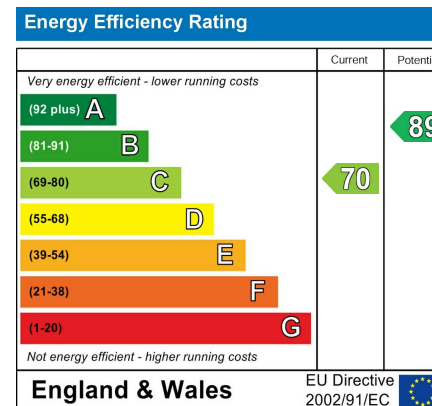 Energy Efficiency Rating
Current Potenti
Very energy efficient - lower running costs
(92 plus) A
(81-91) B
89
(69-80) C
70
(55-68) D
(39-54) E
(21-38) F
(1-20) G
Not energy efficient - higher running costs
England & Wales
EU Directive
2002/91/EC